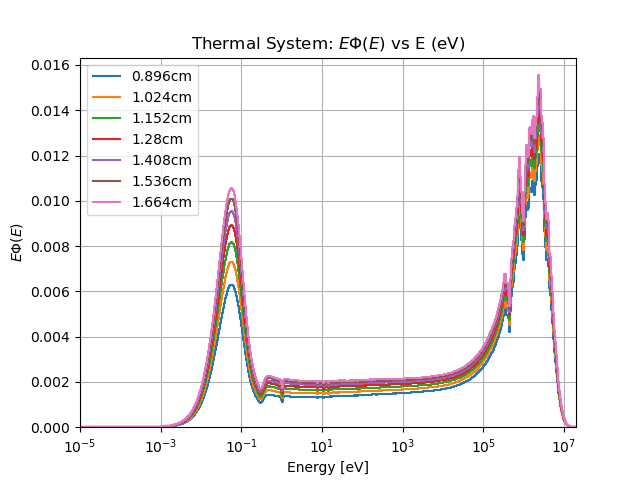 Thermal System: EΦ(E) vs E (eV)
0.016
0.014
0.012
0.010
0.008
0.006
0.004
0.002
0.000
EΦ(E)
0.896cm
1.024cm
1.152cm
1.28cm
1.408cm
1.536cm
1.664cm
10⁻⁵ 10⁻³ 10⁻¹ 10¹ 10³ 10⁵ 10⁷
Energy [eV]